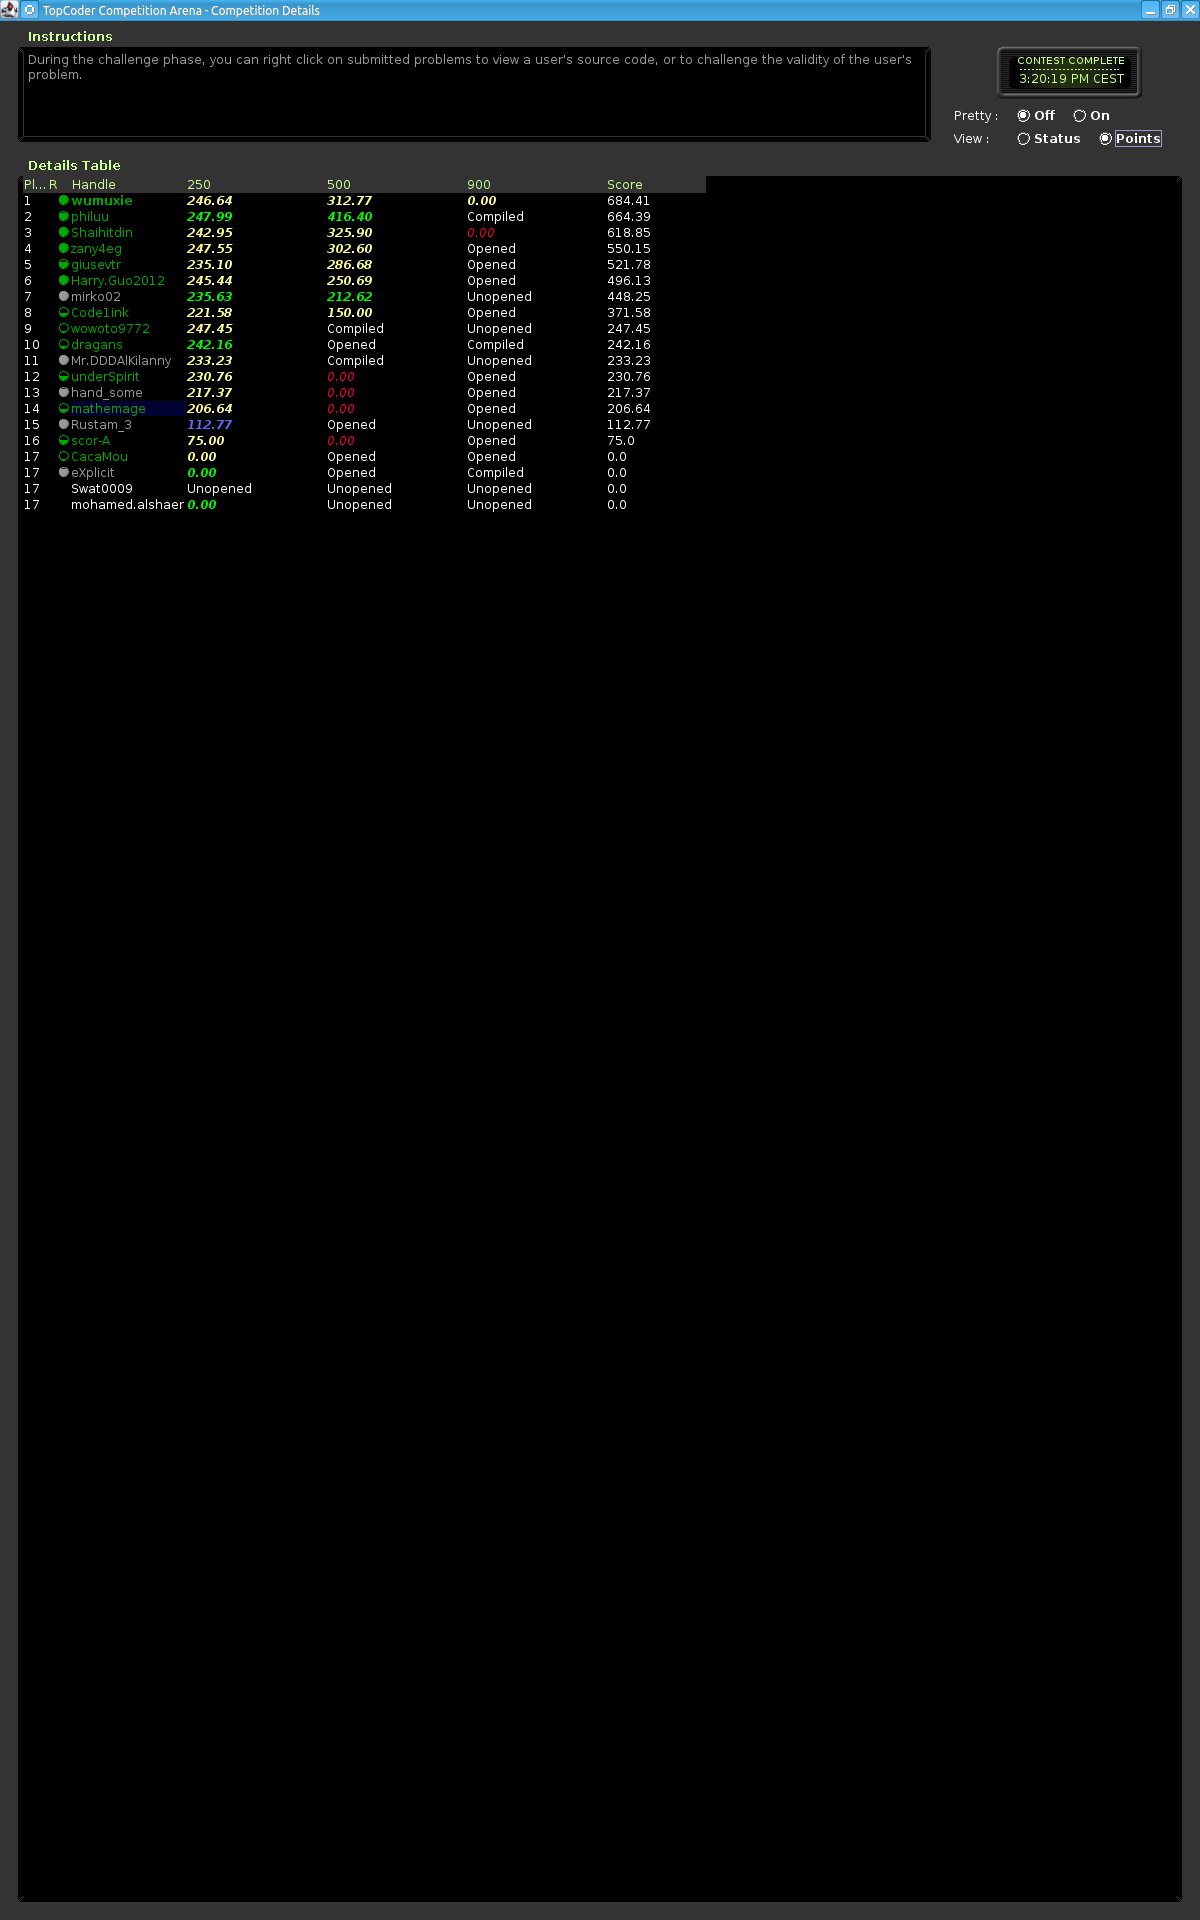 TopCoder Competition Arena - Competition Details
Instructions
During the challenge phase, you can right click on submitted problems to view a user's source code, or to challenge the validity of the user's
problem.
CONTEST COMPLETE
3:20:19 PM CEST
Pretty : Off On
View : Status Points
Details Table
Pl... R Handle 250 500 900 Score
1 wumuxie 246.64 312.77 0.00 684.41
2 philuu 247.99 416.40 Compiled 664.39
3 Shaihitdin 242.95 325.90 0.00 618.85
4 zany4eg 247.55 302.60 Opened 550.15
5 giusevtr 235.10 286.68 Opened 521.78
6 Harry.Guo2012 245.44 250.69 Opened 496.13
7 mirko02 235.63 212.62 Unopened 448.25
8 Code1ink 221.58 150.00 Opened 371.58
9 wowoto9772 247.45 Compiled Unopened 247.45
10 dragans 242.16 Opened Compiled 242.16
11 Mr.DDDAlKilanny 233.23 Compiled Unopened 233.23
12 underSpirit 230.76 0.00 Opened 230.76
13 hand_some 217.37 0.00 Opened 217.37
14 mathemage 206.64 0.00 Opened 206.64
15 Rustam_3 112.77 Opened Unopened 112.77
16 scor-A 75.00 0.00 Opened 75.0
17 CacaMou 0.00 Opened Opened 0.0
17 eXplicit 0.00 Opened Compiled 0.0
17 Swat0009 Unopened Unopened Unopened 0.0
17 mohamed.alshaer 0.00 Unopened Unopened 0.0